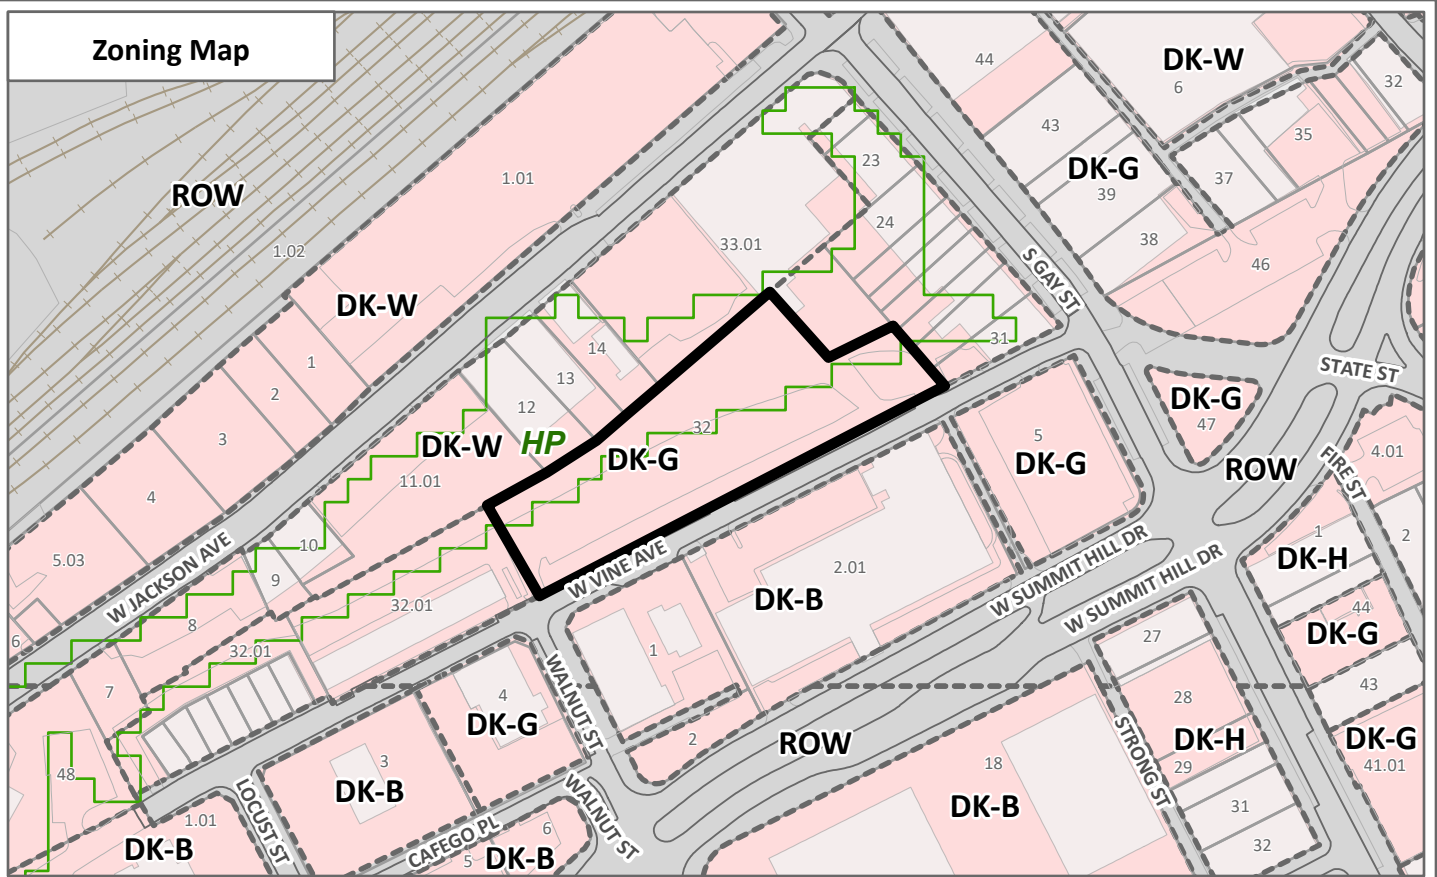 Zoning Map
44
DK-W
6
32
43
35
DK-G
39
37
23
1.01
ROW
24
38
33.01
1.02
46
S GAY ST
DK-W
31
14
1
STATE ST
13
2
DK-G
47
12
32
3
DK-W
HP
DK-G
5
DK-G
ROW
4.01
11.01
4
FIRE ST
1
2
10
5.03
DK-H
W JACKSON AVE
9
W VINE AVE
2.01
W SUMMIT HILL DR
W SUMMIT HILL DR
DK-B
32.01
44
8
DK-G
6
27
32.01
1
WALNUT ST
7
4
43
28
DK-G
2
ROW
STRONG ST
DK-H
DK-G
3
18
29
41.01
48
DK-B
WALNUT ST
DK-B
31
LOCUST ST
1.01
6
CAFEGO PL
32
DK-B
5
DK-B